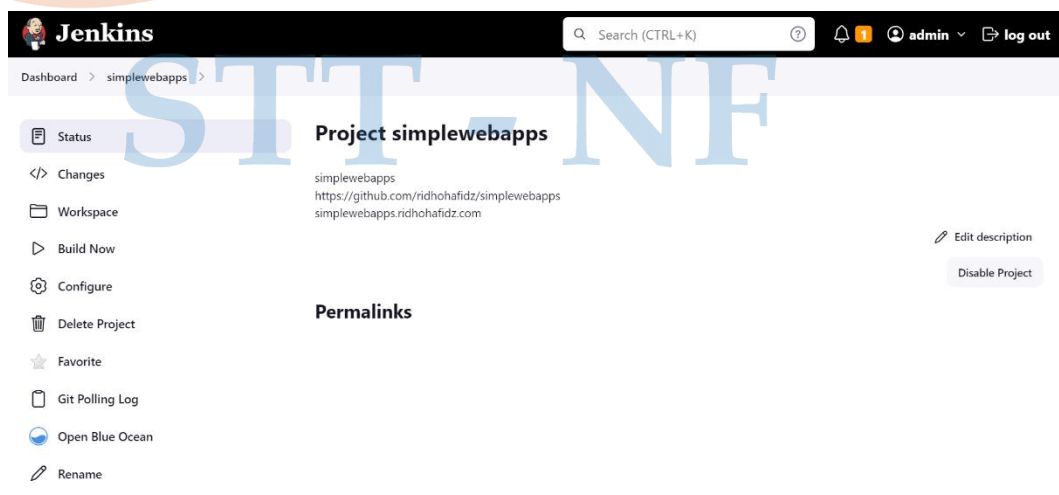 Jenkins
Search (CTRL+K)
1
admin
log out
Dashboard > simplewebapps >
STT - NF
Status
Changes
Workspace
Build Now
Configure
Delete Project
Favorite
Git Polling Log
Open Blue Ocean
Rename
Project simplewebapps
simplewebapps
https://github.com/ridhohafidz/simplewebapps
simplewebapps.ridhohafidz.com
Edit description
Disable Project
Permalinks